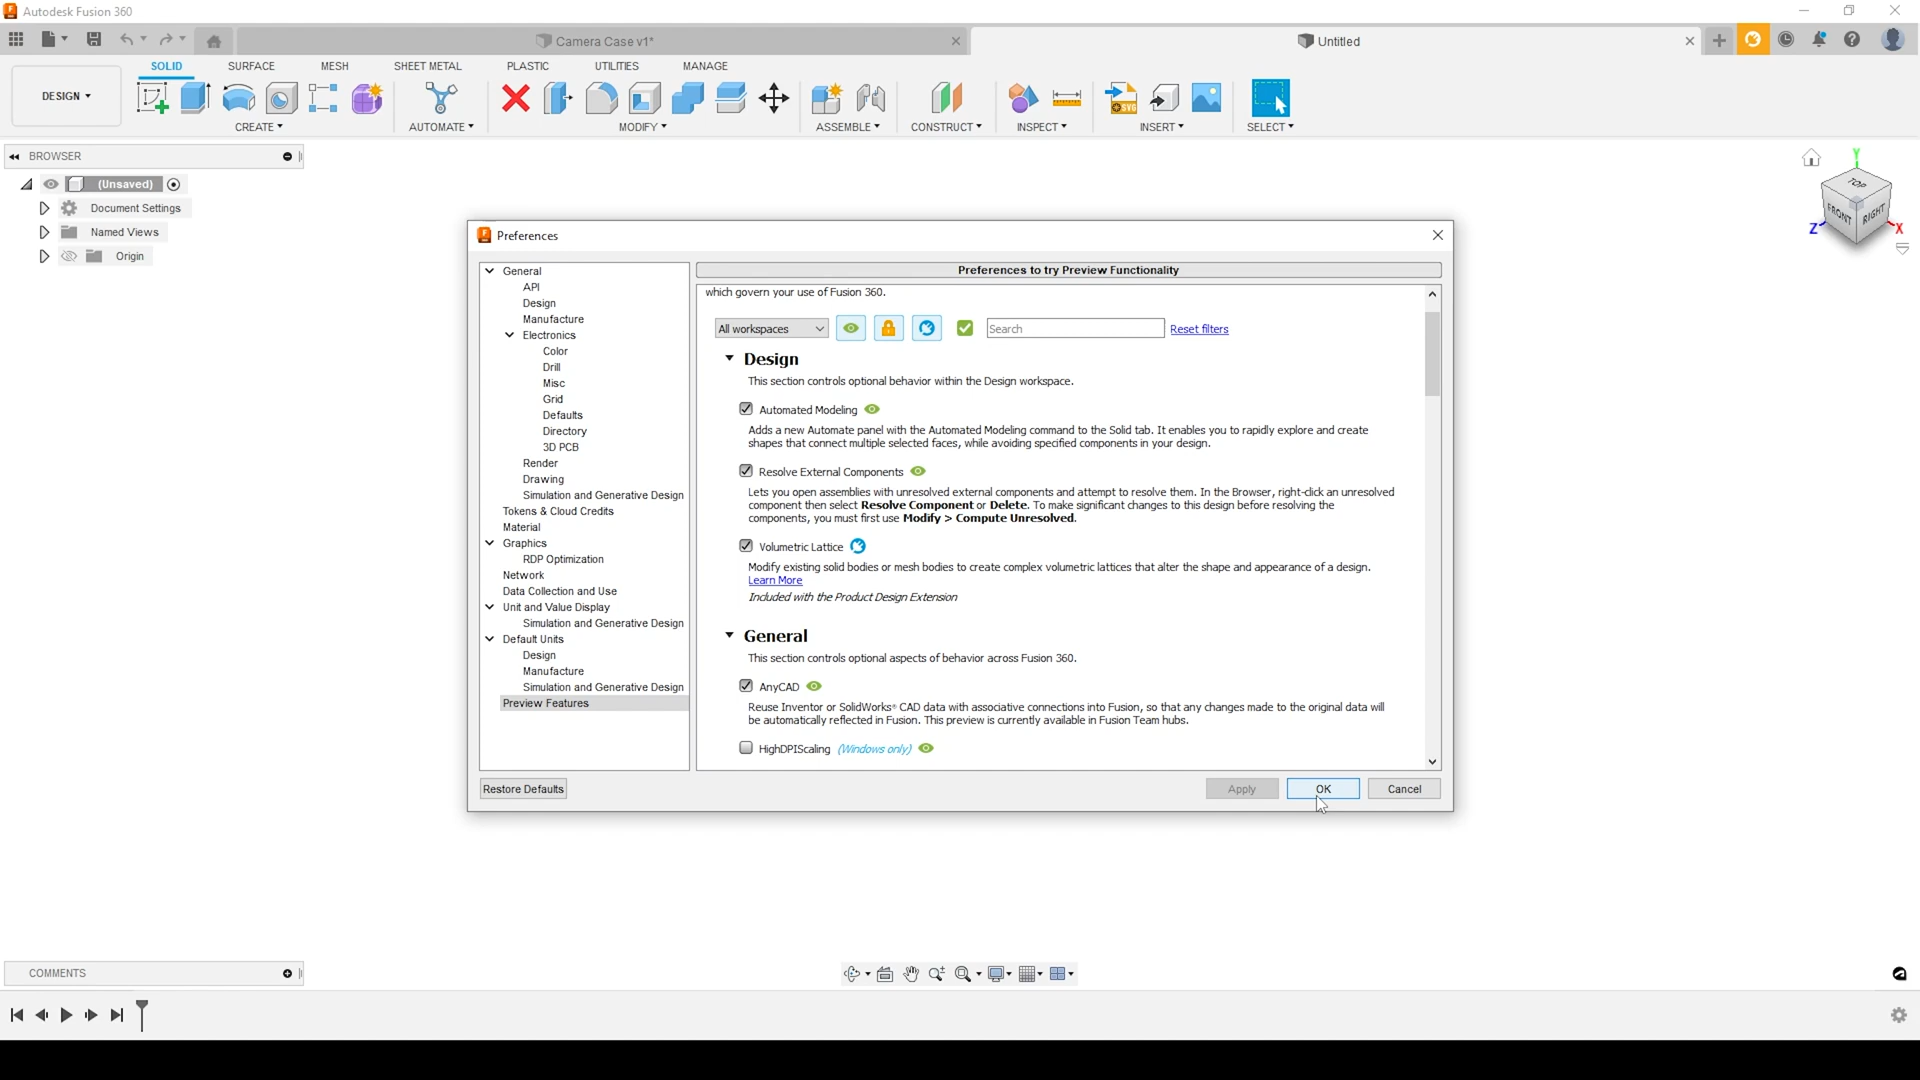 Autodesk Fusion 360
Camera Case v1*
Untitled
DESIGN
SOLID SURFACE MESH SHEET METAL PLASTIC UTILITIES MANAGE
CREATE AUTOMATE MODIFY ASSEMBLE CONSTRUCT INSPECT INSERT SELECT
SVG
BROWSER
(Unsaved)
Document Settings
Named Views
Origin
Y
TOP
FRONT
RIGHT
Z
X
Preferences
General
API
Design
Manufacture
Electronics
Color
Drill
Misc
Grid
Defaults
Directory
3D PCB
Render
Drawing
Simulation and Generative Design
Tokens & Cloud Credits
Material
Graphics
RDP Optimization
Network
Data Collection and Use
Unit and Value Display
Simulation and Generative Design
Default Units
Design
Manufacture
Simulation and Generative Design
Preview Features
Preferences to try Preview Functionality
which govern your use of Fusion 360.
All workspaces
Search
Reset filters
Design
This section controls optional behavior within the Design workspace.
Automated Modeling
Adds a new Automate panel with the Automated Modeling command to the Solid tab. It enables you to rapidly explore and create
shapes that connect multiple selected faces, while avoiding specified components in your design.
Resolve External Components
Lets you open assemblies with unresolved external components and attempt to resolve them. In the Browser, right-click an unresolved
component then select Resolve Component or Delete. To make significant changes to this design before resolving the
components, you must first use Modify > Compute Unresolved.
Volumetric Lattice
Modify existing solid bodies or mesh bodies to create complex volumetric lattices that alter the shape and appearance of a design.
Learn More
Included with the Product Design Extension
General
This section controls optional aspects of behavior across Fusion 360.
AnyCAD
Reuse Inventor or SolidWorks® CAD data with associative connections into Fusion, so that any changes made to the original data will
be automatically reflected in Fusion. This preview is currently available in Fusion Team hubs.
HighDPIScaling (Windows only)
Restore Defaults
Apply
OK
Cancel
COMMENTS